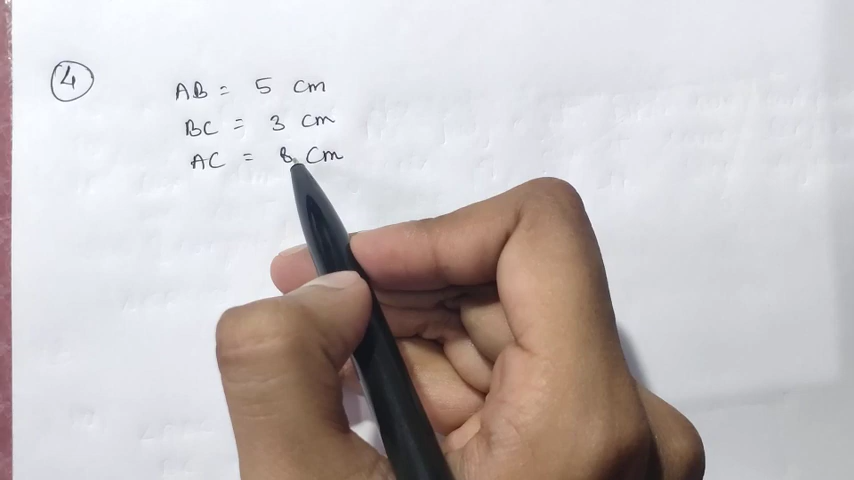 4
AB = 5 cm
BC = 3 cm
AC = 8 cm